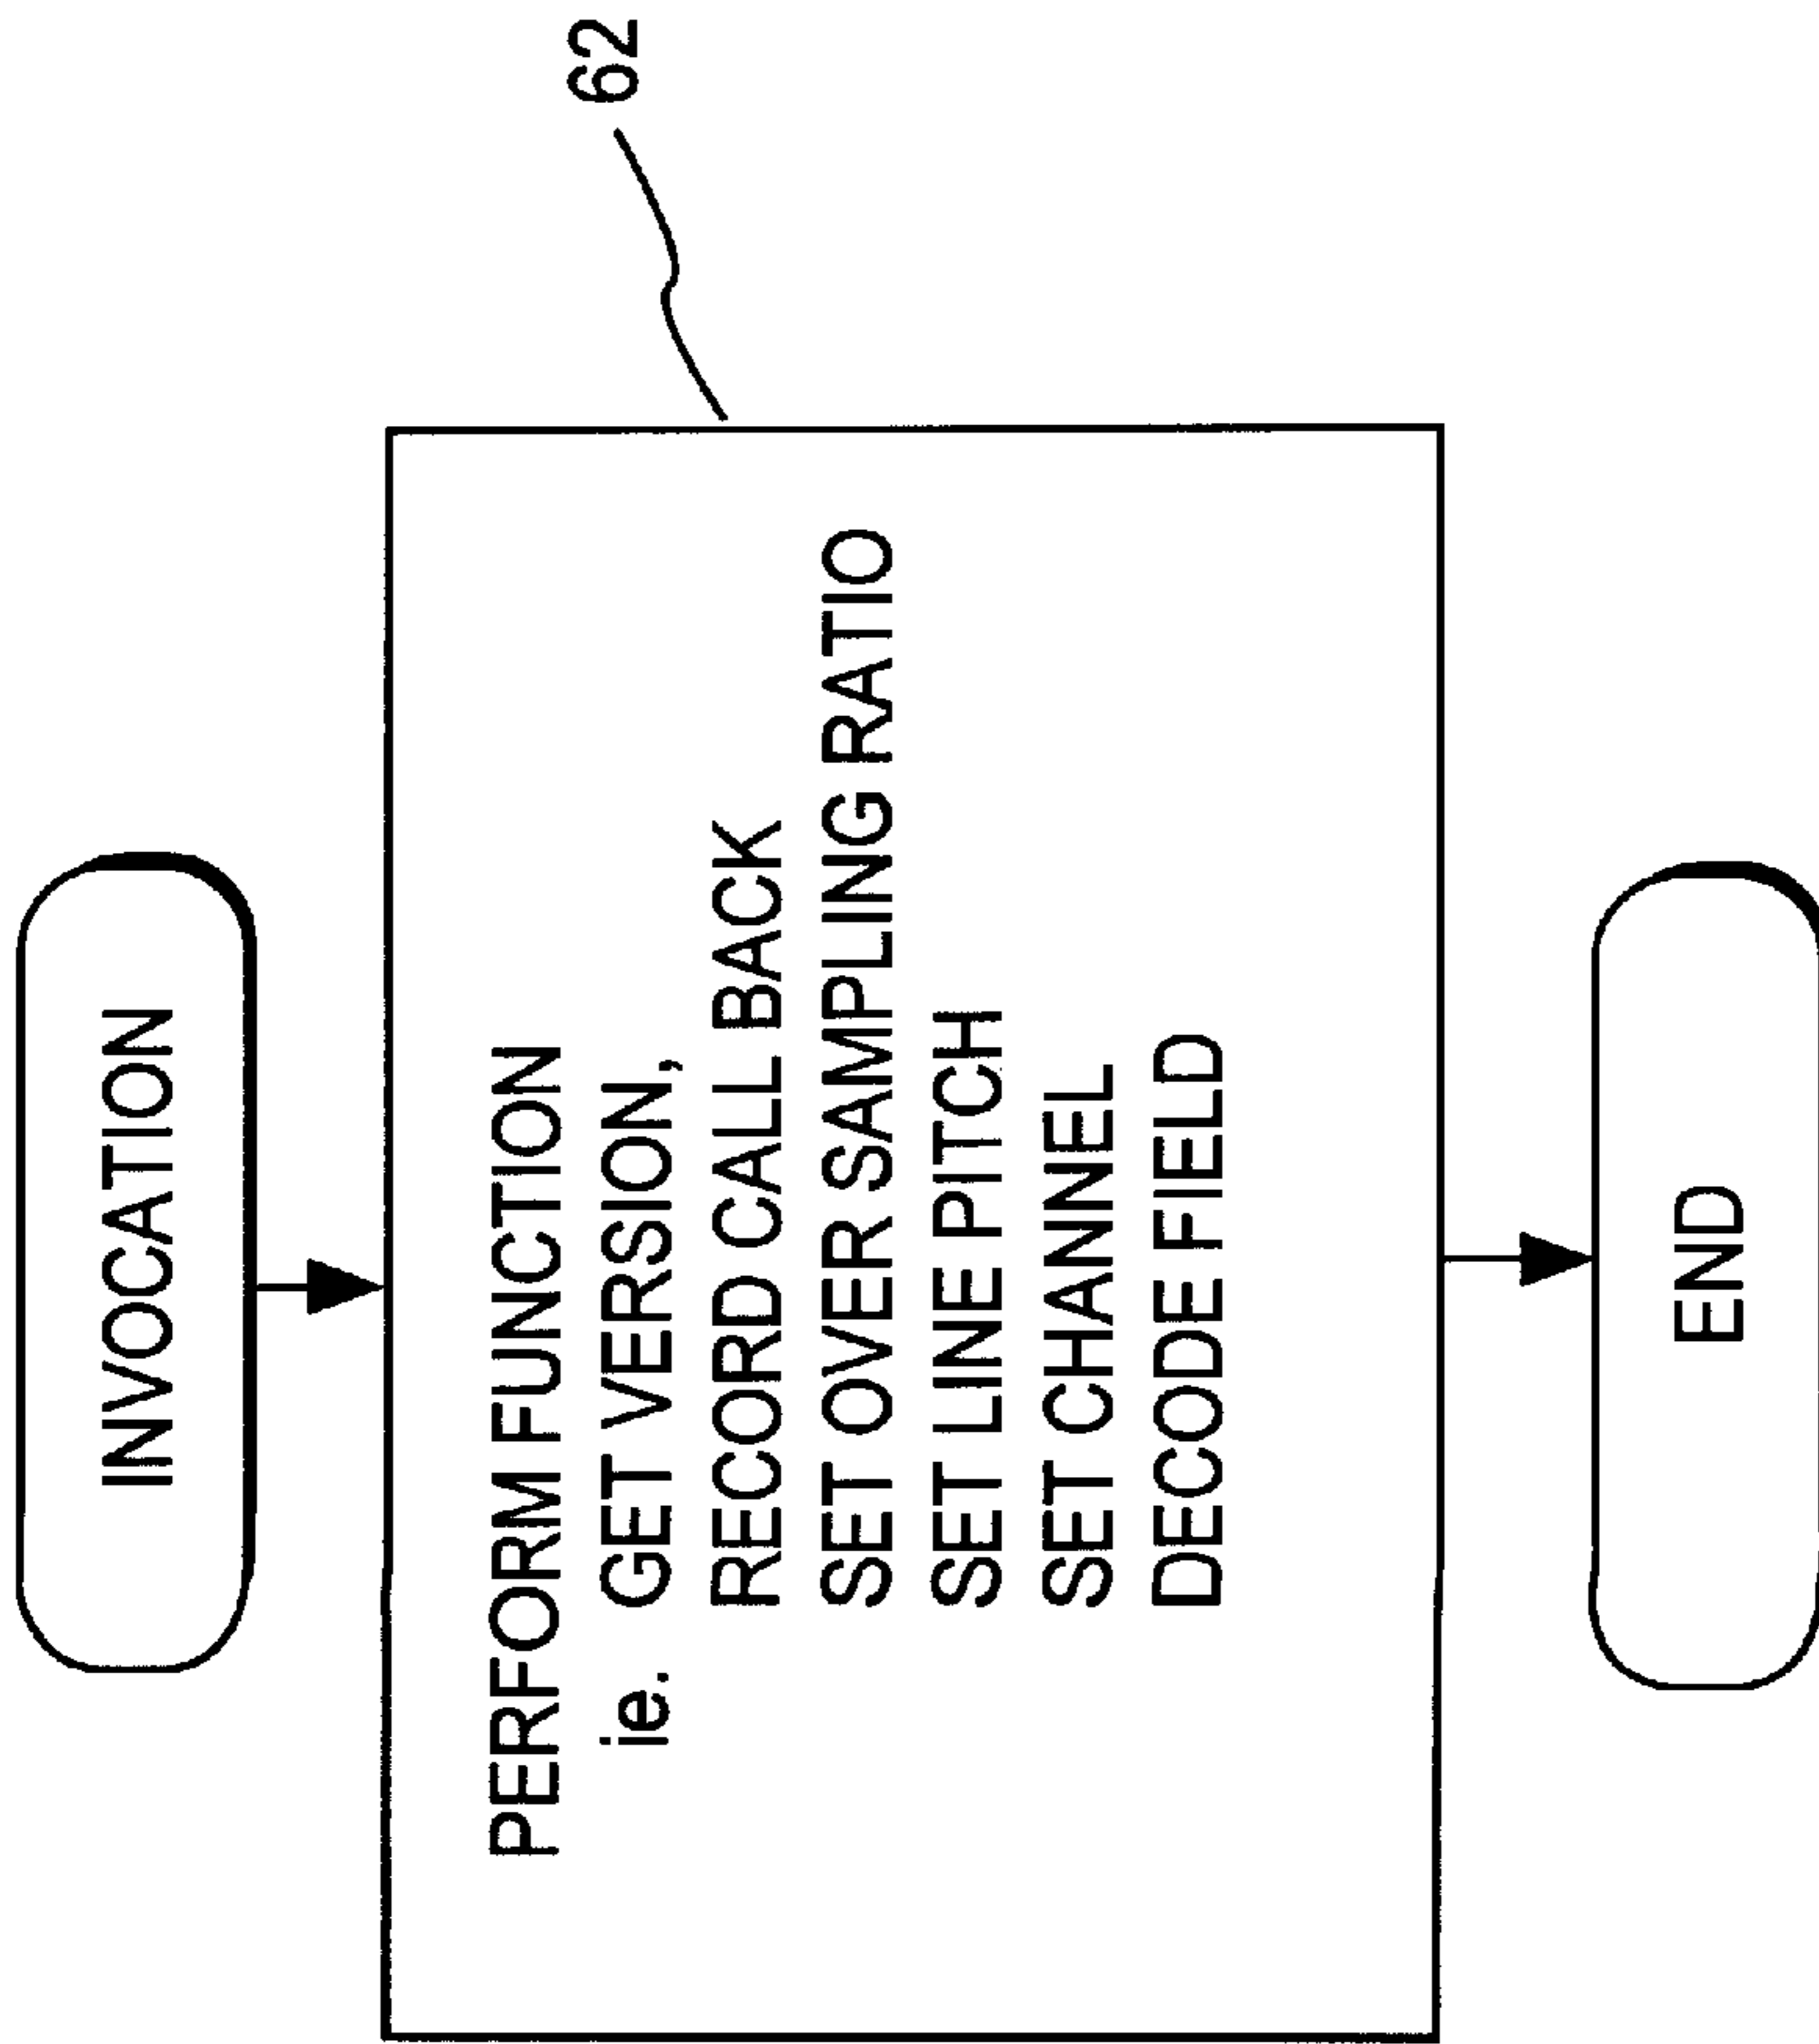 INVOCATION
62
PERFORM FUNCTION
ie. GET VERSION,
RECORD CALL BACK
SET OVER SAMPLING RATIO
SET LINE PITCH
SET CHANNEL
DECODE FIELD
END